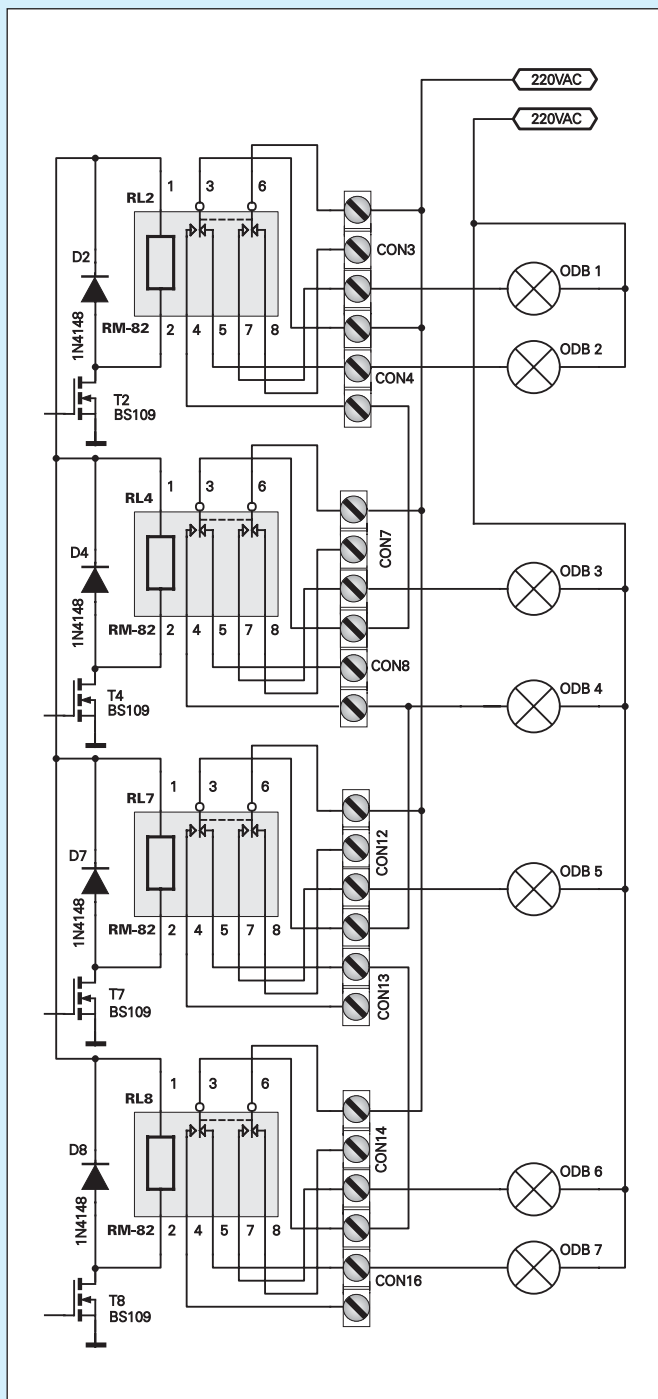 220VAC
220VAC
1 3 6
RL2
CON3
D2
1N4148
ODB 1
RM-82 2 4 5 7 8
ODB 2
CON4
T2
BS109
1 3 6
RL4
CON7
D4
1N4148
ODB 3
RM-82 2 4 5 7 8
CON8
ODB 4
T4
BS109
1 3 6
RL7
CON12
D7
1N4148
ODB 5
RM-82 2 4 5 7 8
CON13
T7
BS109
1 3 6
RL8
CON14
D8
1N4148
ODB 6
RM-82 2 4 5 7 8
ODB 7
CON16
T8
BS109